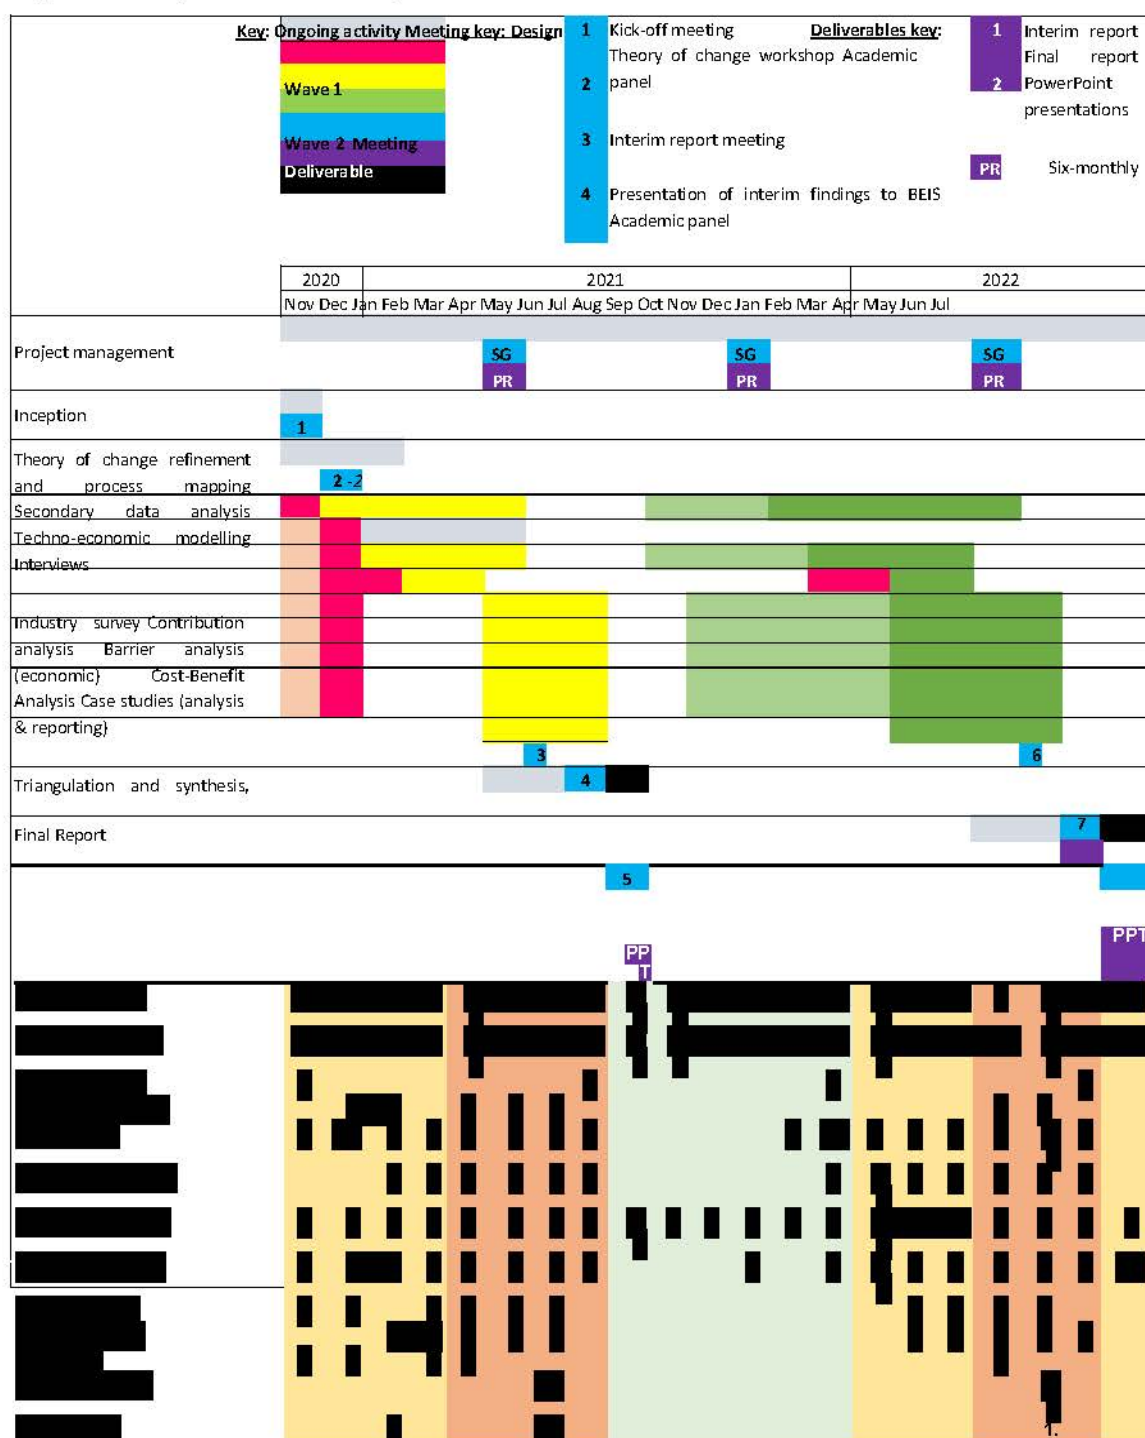 Key: Ongoing activity Meeting key: Design
1 Kick-off meeting
Deliverables key:
1 Interim report
Theory of change workshop Academic
Final report
Wave 1
2 panel
2 PowerPoint
presentations
Wave 2 Meeting
3 Interim report meeting
Deliverable
PR Six-monthly
4 Presentation of interim findings to BEIS
Academic panel
2020 2021 2022
Nov Dec Jan Feb Mar Apr May Jun Jul Aug Sep Oct Nov Dec Jan Feb Mar Apr May Jun Jul
Project management
SG SG SG
PR PR PR
Inception
1
Theory of change refinement
and process mapping
2 -2
Secondary data analysis
Techno-economic modelling
Interviews
Industry survey Contribution
analysis Barrier analysis
(economic) Cost-Benefit
Analysis Case studies (analysis
& reporting)
3 6
Triangulation and synthesis,
4
Final Report
7
5
PPT
PP
T
1.